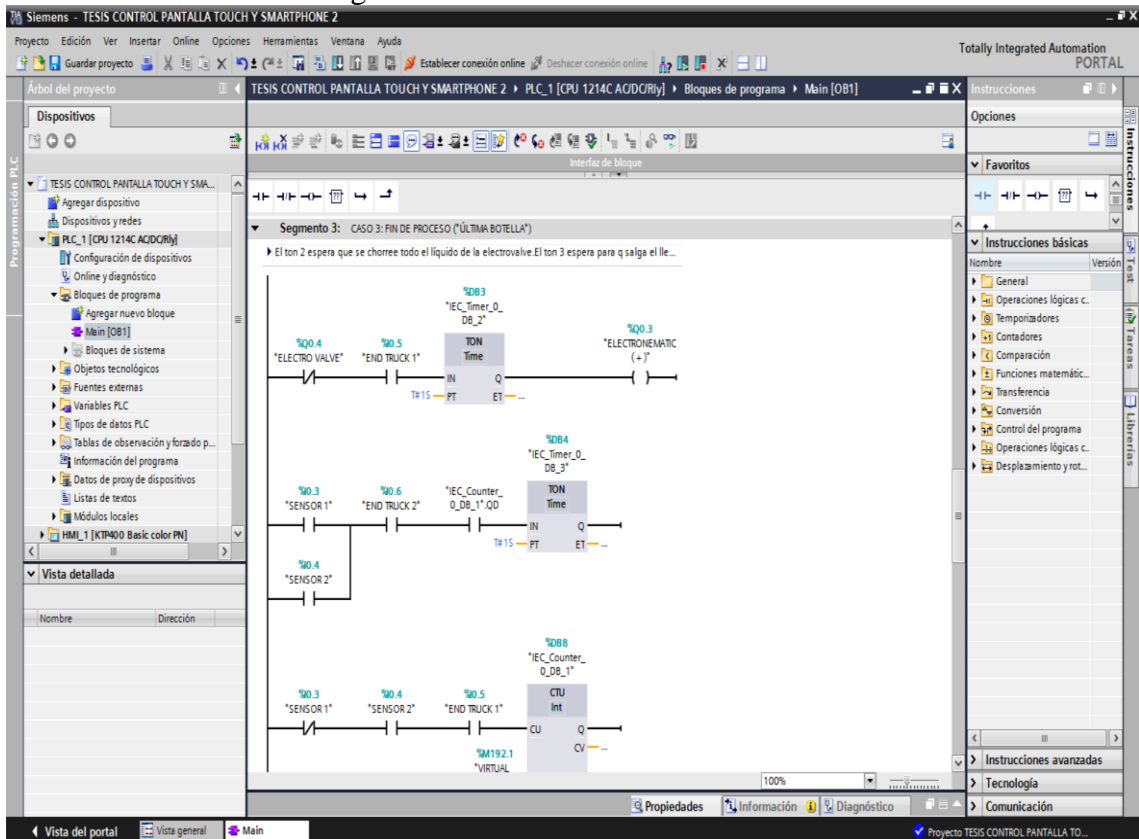 Siemens - TESIS CONTROL PANTALLA TOUCH Y SMARTPHONE 2
Proyecto Edición Ver Insertar Online Opciones Herramientas Ventana Ayuda
Totally Integrated Automation
PORTAL
Guardar proyecto
Establecer conexión online
Deshacer conexión online
Árbol del proyecto
Dispositivos
Programación PLC
TESIS CONTROL PANTALLA TOUCH Y SMA...
Agregar dispositivo
Dispositivos y redes
PLC_1 [CPU 1214C AC/DC/Rly]
Configuración de dispositivos
Online y diagnóstico
Bloques de programa
Agregar nuevo bloque
Main [OB1]
Bloques de sistema
Objetos tecnológicos
Fuentes externas
Variables PLC
Tipos de datos PLC
Tablas de observación y forzado p...
Información del programa
Datos de proxy de dispositivos
Listas de textos
Módulos locales
HMI_1 [KTP400 Basic color PN]
Vista detallada
Nombre Dirección
TESIS CONTROL PANTALLA TOUCH Y SMARTPHONE 2 ▸ PLC_1 [CPU 1214C AC/DC/Rly] ▸ Bloques de programa ▸ Main [OB1]
Interfaz de bloque
Segmento 3: CASO 3: FIN DE PROCESO ("ÚLTIMA BOTELLA")
El ton 2 espera que se chorree todo el líquido de la electrovalve.El ton 3 espera para q salga el lle...
%DB3
"IEC_Timer_0_
DB_2"
TON
Time
%Q0.4
"ELECTRO VALVE"
%I0.5
"END TRUCK 1"
%Q0.3
"ELECTRONEMATIC
(+)"
IN Q
T#1S PT ET ...
%DB4
"IEC_Timer_0_
DB_3"
TON
Time
%I0.3
"SENSOR 1"
%I0.6
"END TRUCK 2"
"IEC_Counter_
0_DB_1".QD
IN Q
T#1S PT ET ...
%I0.4
"SENSOR 2"
%DB8
"IEC_Counter_
0_DB_1"
CTU
Int
%I0.3
"SENSOR 1"
%I0.4
"SENSOR 2"
%I0.5
"END TRUCK 1"
CU Q
CV ...
%M192.1
"VIRTUAL
100%
Propiedades Información Diagnóstico
Instrucciones
Opciones
Favoritos
Instrucciones básicas
Nombre Versión
General
Operaciones lógicas c..
Temporizadores
Contadores
Comparación
Funciones matemátic...
Transferencia
Conversión
Control del programa
Operaciones lógicas c..
Desplazamiento y rot...
Instrucciones avanzadas
Tecnología
Comunicación
Instrucciones
Test
Tareas
Librerías
Vista del portal
Vista general
Main
Proyecto TESIS CONTROL PANTALLA TO...